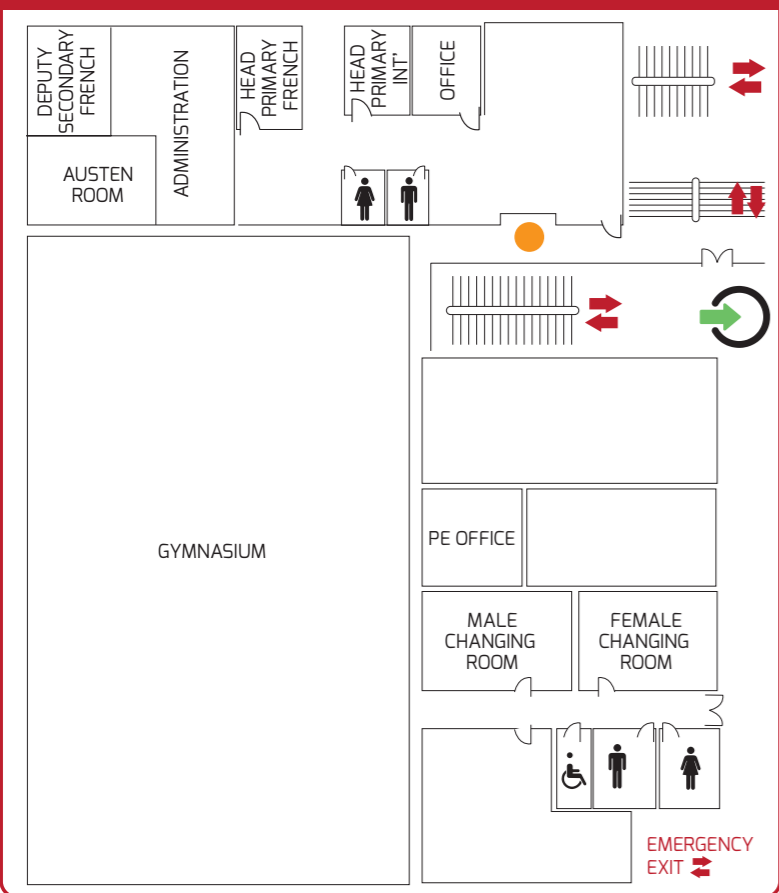 DEPUTY
SECONDARY
FRENCH
ADMINISTRATION
HEAD
PRIMARY
FRENCH
HEAD
PRIMARY
INT'
OFFICE
AUSTEN
ROOM
GYMNASIUM
PE OFFICE
MALE
CHANGING
ROOM
FEMALE
CHANGING
ROOM
EMERGENCY
EXIT